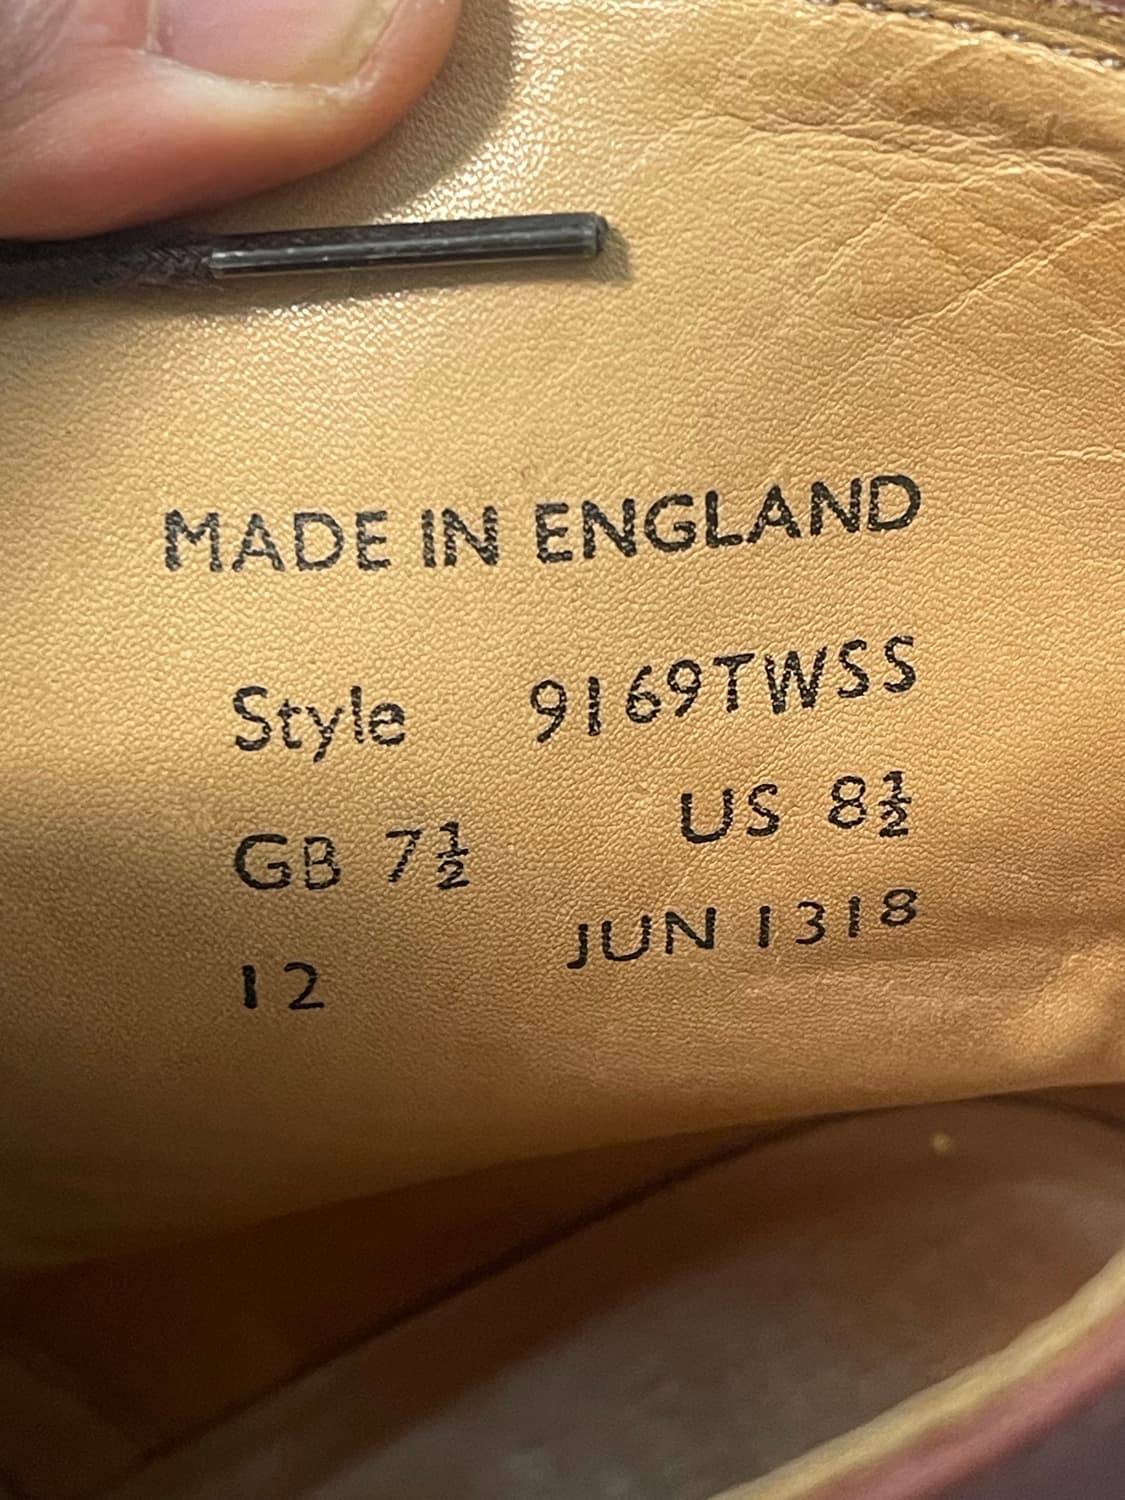 MADE IN ENGLAND
Style 9169TWSS
GB 7½ US 8½
12 JUN 1318